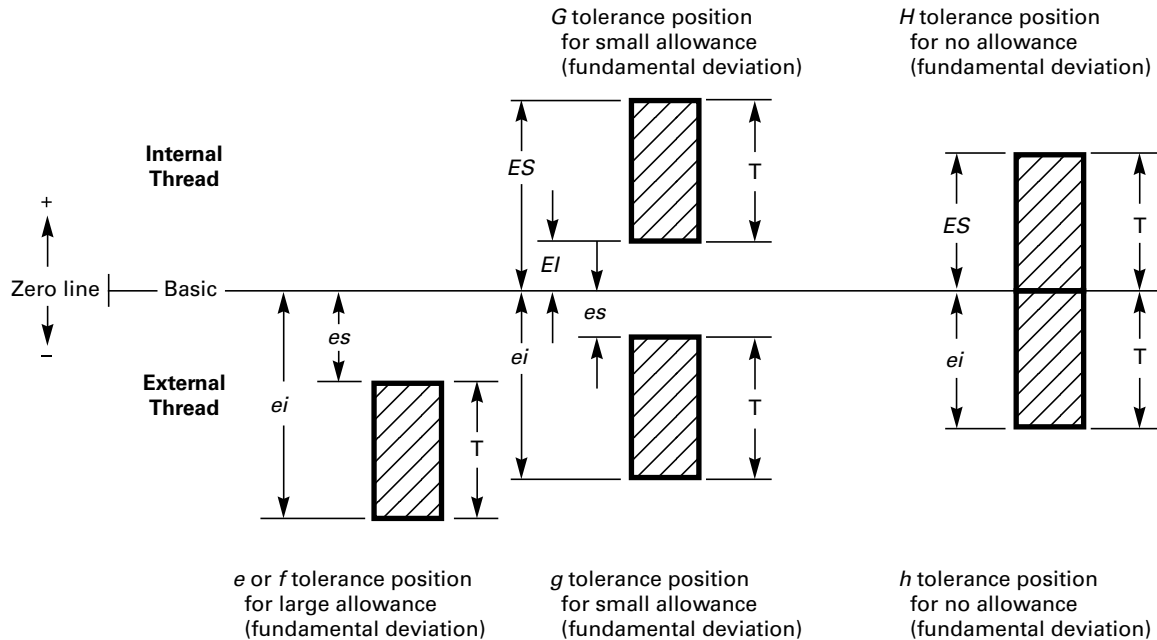 G tolerance position
for small allowance
(fundamental deviation)
H tolerance position
for no allowance
(fundamental deviation)
Internal
Thread
ES
T
ES
T
+
EI
Zero line
Basic
es
es
−
ei
ei
T
External
Thread
ei
T
T
e or f tolerance position
for large allowance
(fundamental deviation)
g tolerance position
for small allowance
(fundamental deviation)
h tolerance position
for no allowance
(fundamental deviation)